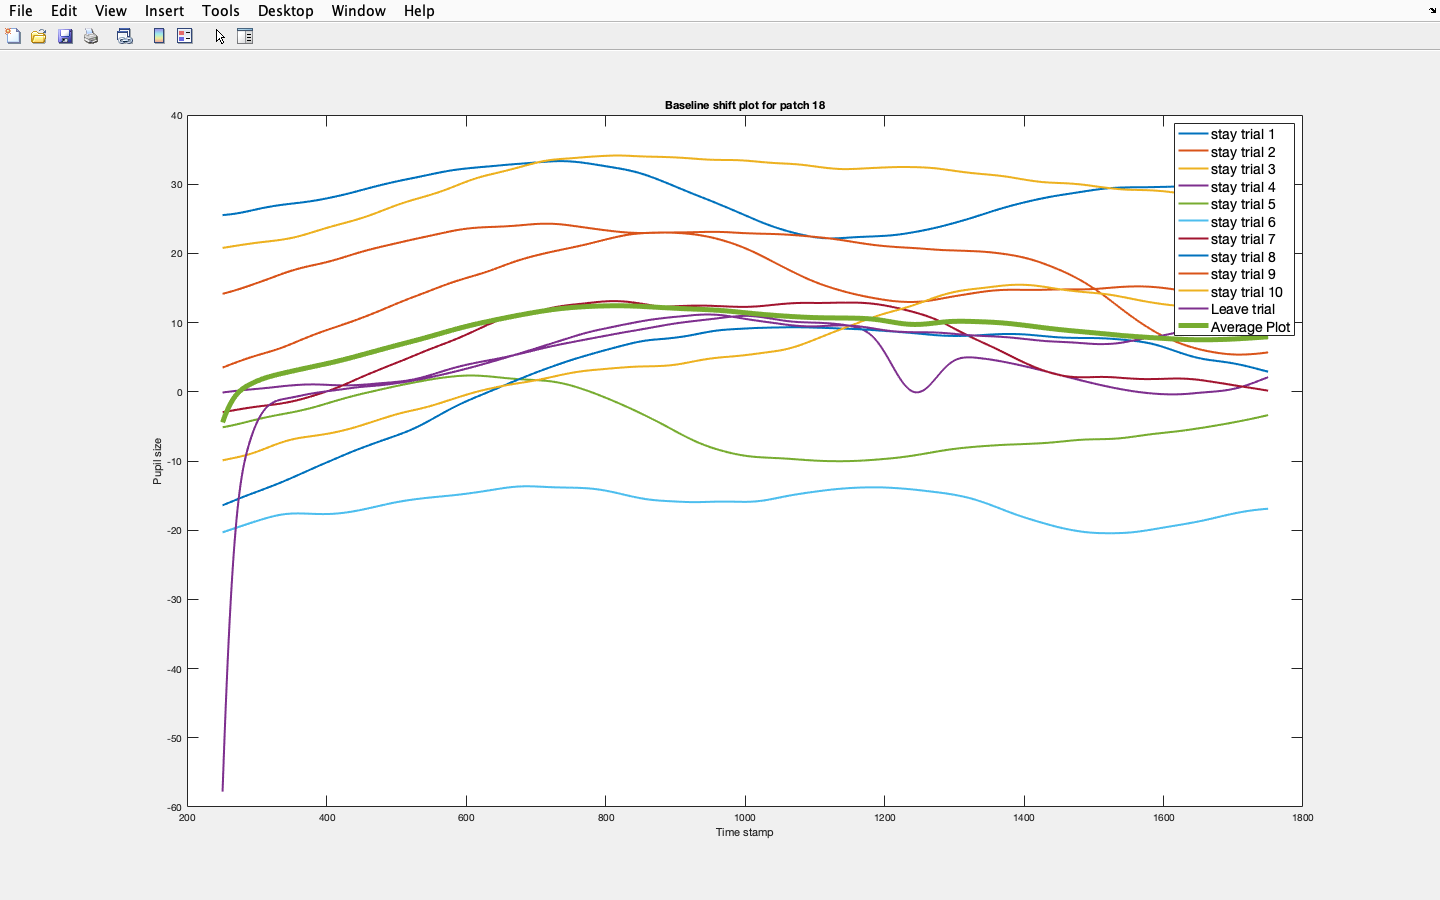 File Edit View Insert Tools Desktop Window Help
Baseline shift plot for patch 18
40
30
20
10
0
-10
-20
-30
-40
-50
-60
Pupil size
200 400 600 800 1000 1200 1400 1600 1800
Time stamp
stay trial 1
stay trial 2
stay trial 3
stay trial 4
stay trial 5
stay trial 6
stay trial 7
stay trial 8
stay trial 9
stay trial 10
Leave trial
Average Plot